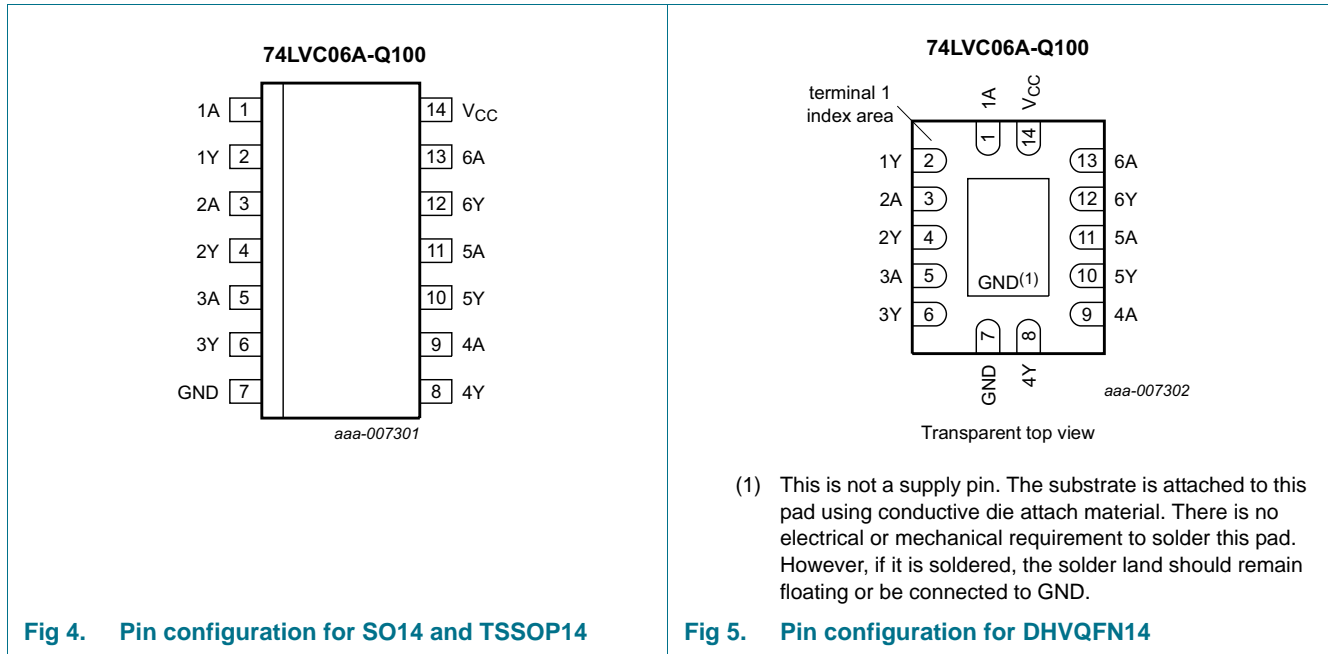 74LVC06A-Q100
1A 1
14 VCC
1Y 2
13 6A
2A 3
12 6Y
2Y 4
11 5A
3A 5
10 5Y
3Y 6
9 4A
GND 7
8 4Y
aaa-007301
Fig 4. Pin configuration for SO14 and TSSOP14
74LVC06A-Q100
terminal 1
index area
1A
VCC
1
14
1Y 2
13 6A
2A 3
12 6Y
2Y 4
11 5A
3A 5
10 5Y
3Y 6
9 4A
GND(1)
7
8
GND
4Y
aaa-007302
Transparent top view
(1) This is not a supply pin. The substrate is attached to this
pad using conductive die attach material. There is no
electrical or mechanical requirement to solder this pad.
However, if it is soldered, the solder land should remain
floating or be connected to GND.
Fig 5. Pin configuration for DHVQFN14